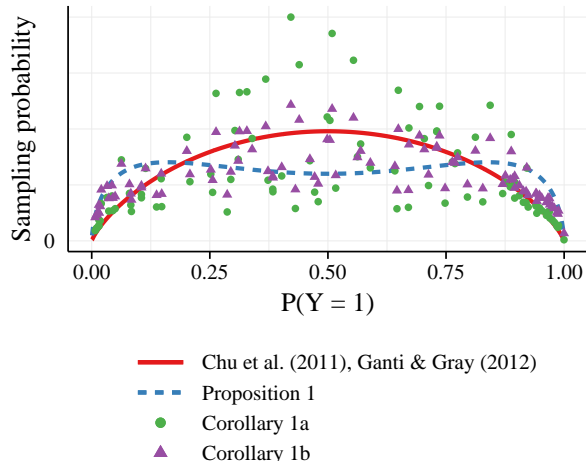 Sampling probability
0
0.00 0.25 0.50 0.75 1.00
P(Y = 1)
Chu et al. (2011), Ganti & Gray (2012)
Proposition 1
Corollary 1a
Corollary 1b